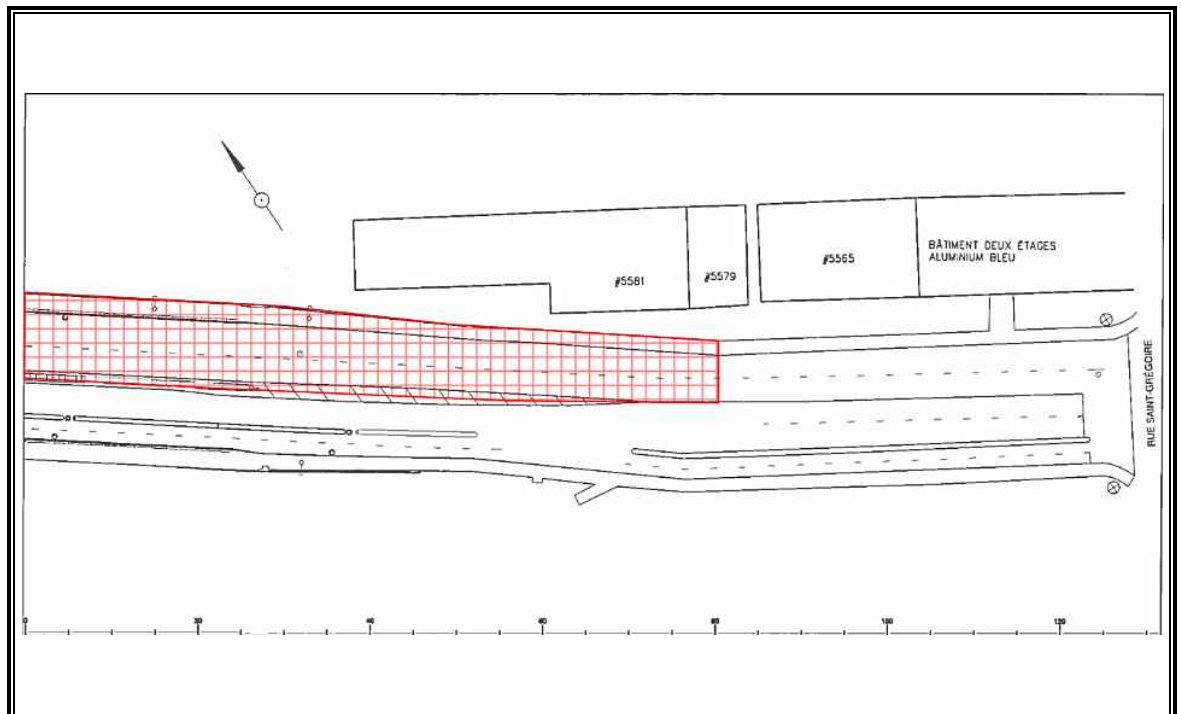 BÂTIMENT DEUX ÉTAGES
ALUMINIUM BLEU
#5565
#5579
#5581
RUE SAINT-GRÉGOIRE
0 20 40 60 80 100 120